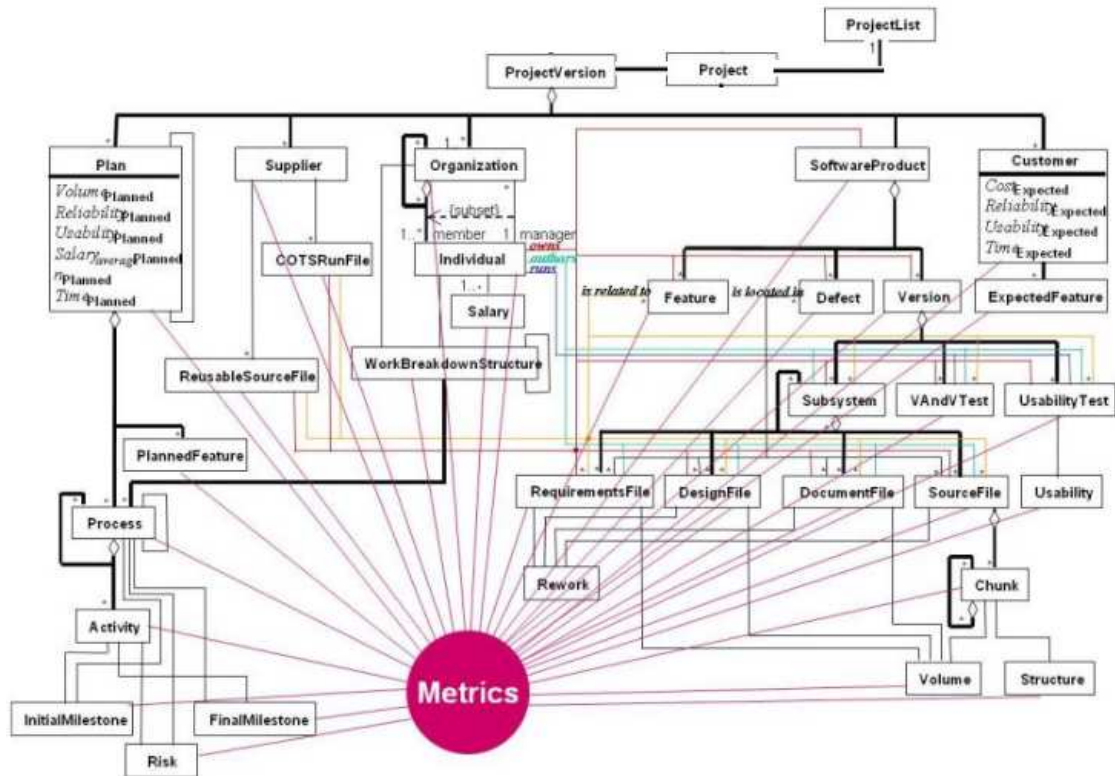 ProjectList
1
ProjectVersion
Project
Plan
Volume Planned
Reliability Planned
Usability Planned
Salary average Planned
n Planned
Time Planned
Supplier
1
Organization
SoftwareProduct
Customer
Cost Expected
Reliability Expected
Usability Expected
Time Expected
{subset}
1..* member
1 manager
COTSRunFile
Individual
owns
authors
runs
1..*
Salary
is related to
Feature
is located in
Defect
Version
ExpectedFeature
ReusableSourceFile
WorkBreakdownStructure
Subsystem
VAndVTest
UsabilityTest
PlannedFeature
RequirementsFile
DesignFile
DocumentFile
SourceFile
Usability
Process
Rework
Chunk
Activity
Metrics
Volume
Structure
InitialMilestone
FinalMilestone
Risk